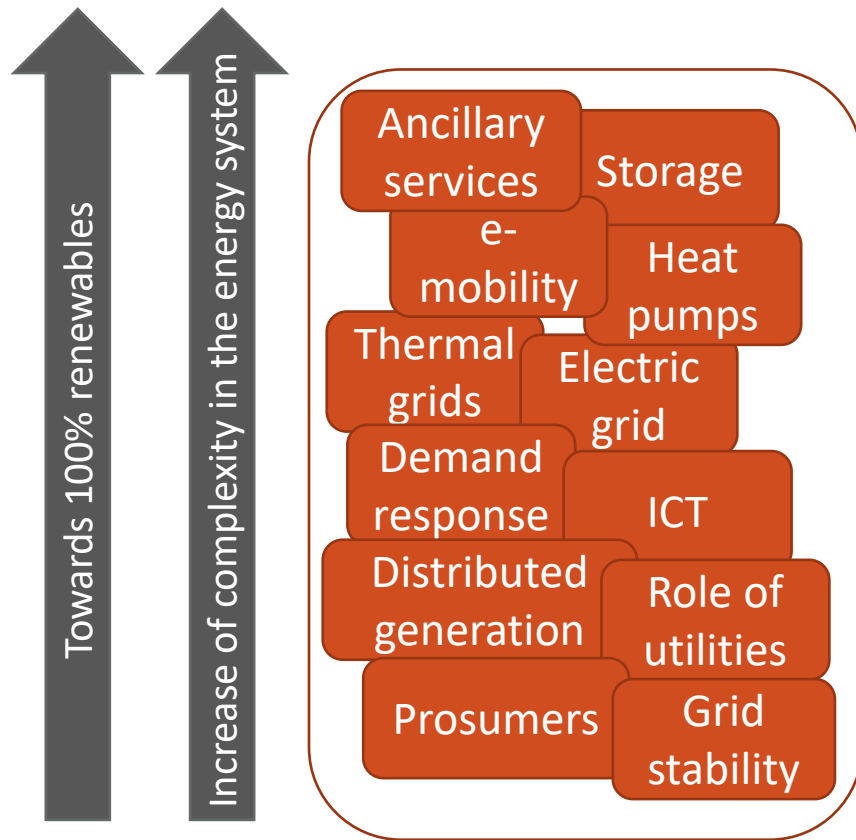 Towards 100% renewables
Increase of complexity in the energy system
Ancillary
services
Storage
e-
mobility
Heat
pumps
Thermal
grids
Electric
grid
Demand
response
ICT
Distributed
generation
Role of
utilities
Prosumers
Grid
stability